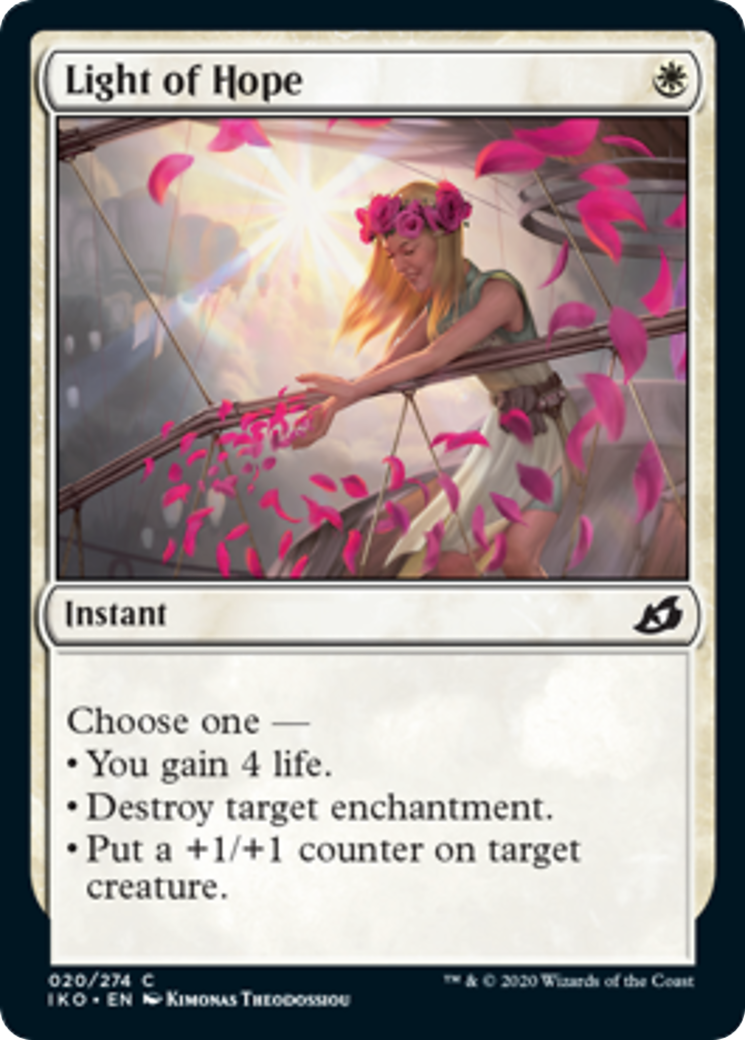 Light of Hope
Instant
Choose one —
• You gain 4 life.
• Destroy target enchantment.
• Put a +1/+1 counter on target
creature.
020/274 C
™ & © 2020 Wizards of the Coast
IKO • EN Kimonas Theodossiou